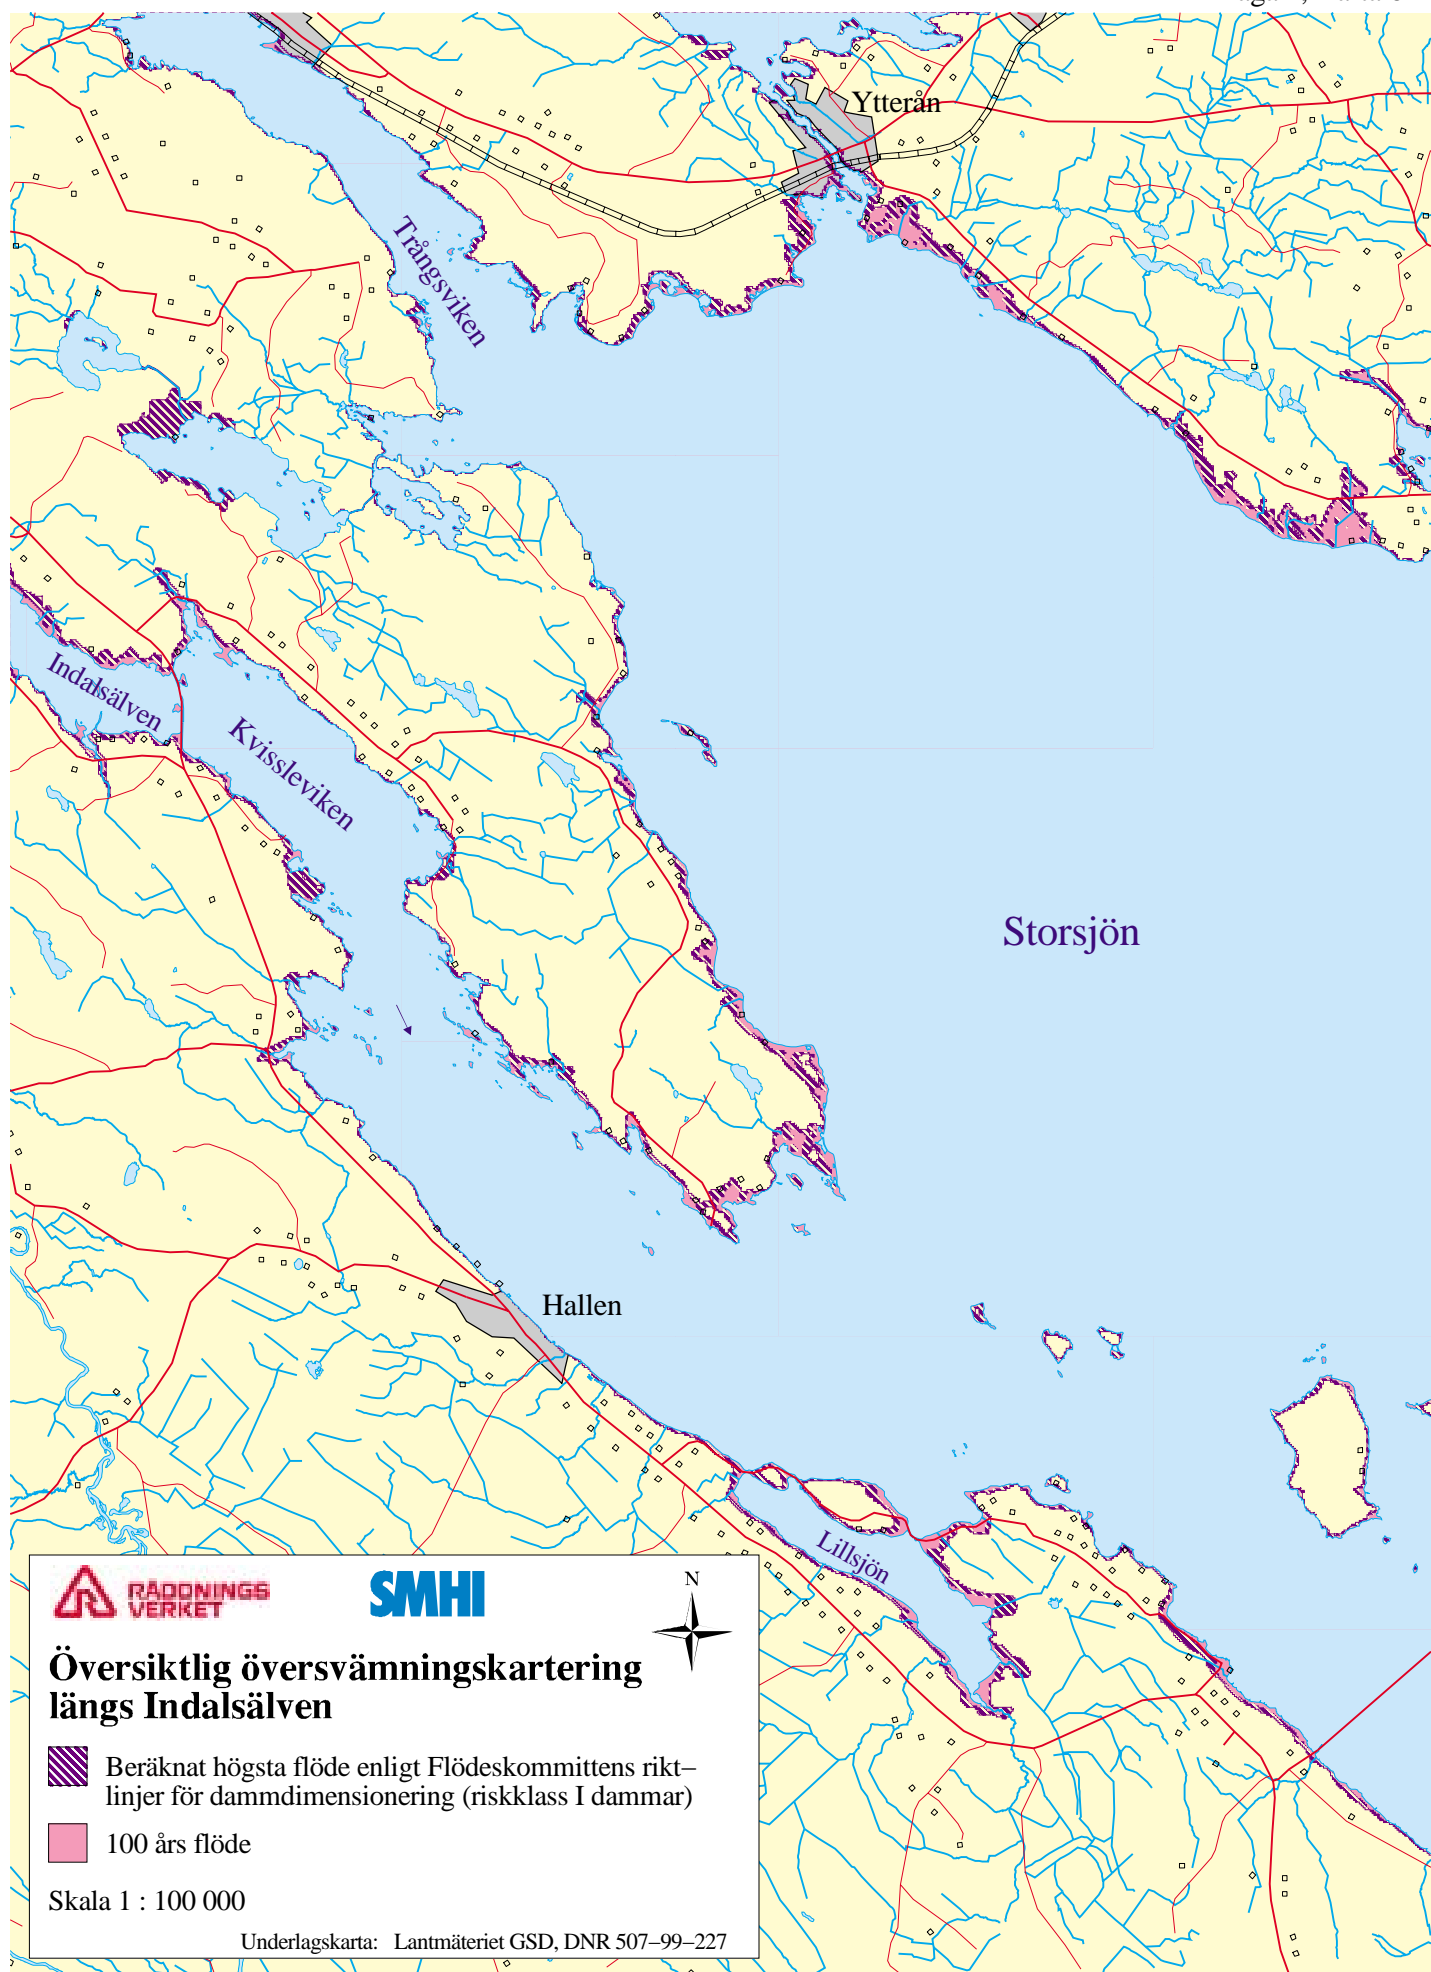 Ytterån
Trångsviken
Indalsälven
Kvissleviken
Storsjön
Hallen
Lillsjön
RÄDDNINGS
VERKET
SMHI
N
Översiktlig översvämningskartering
längs Indalsälven
Beräknat högsta flöde enligt Flödeskommittens rikt–
linjer för dammdimensionering (riskklass I dammar)
100 års flöde
Skala 1 : 100 000
Underlagskarta: Lantmäteriet GSD, DNR 507–99–227